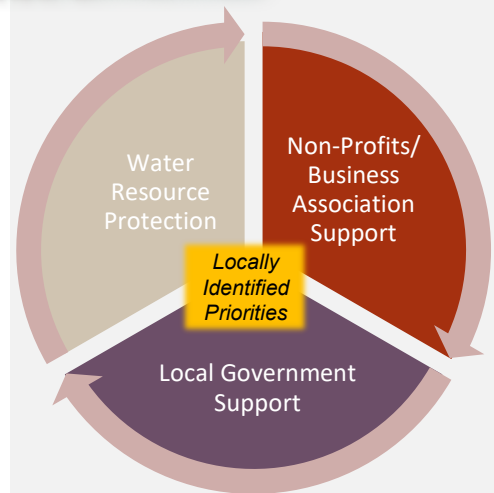 Water
Resource
Protection
Non-Profits/
Business
Association
Support
Locally
Identified
Priorities
Local Government
Support